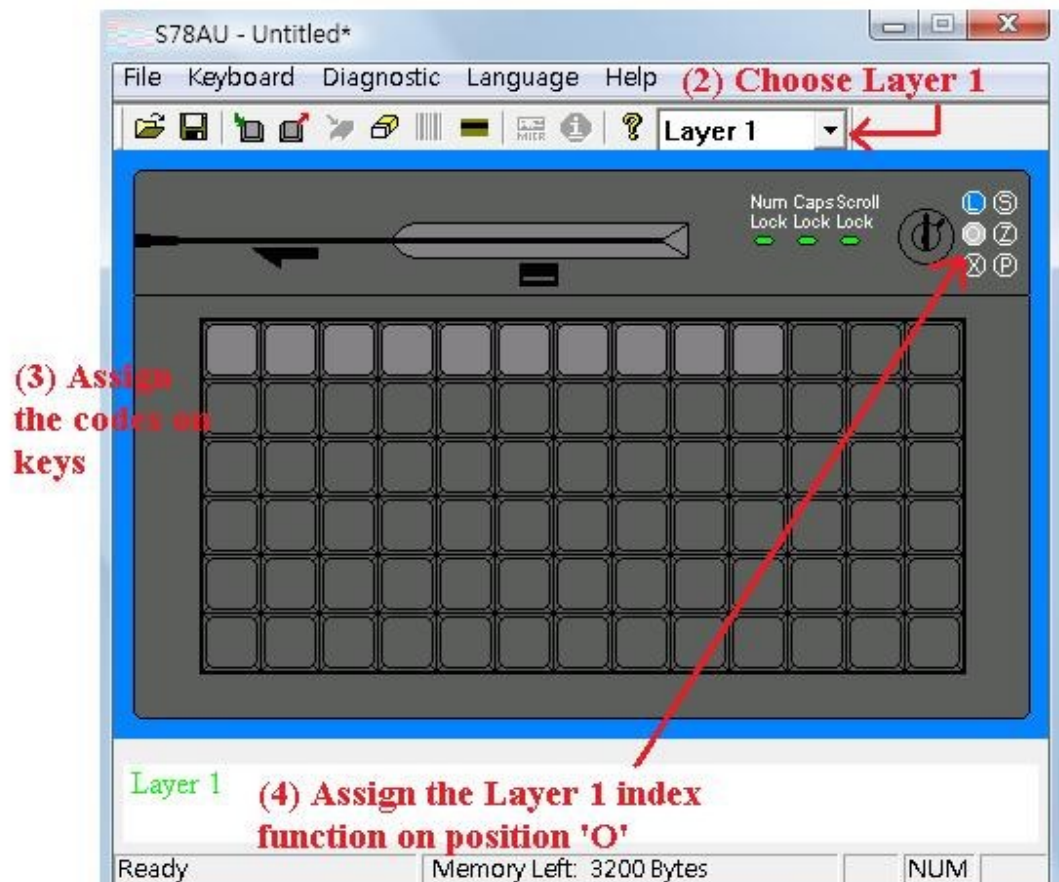 S78AU - Untitled*
File Keyboard Diagnostic Language Help
(2) Choose Layer 1
MICR
Layer 1
Num Caps Scroll
Lock Lock Lock
L S
O Z
X P
(3) Assign
the codes on
keys
Layer 1
(4) Assign the Layer 1 index
function on position 'O'
Ready Memory Left: 3200 Bytes NUM